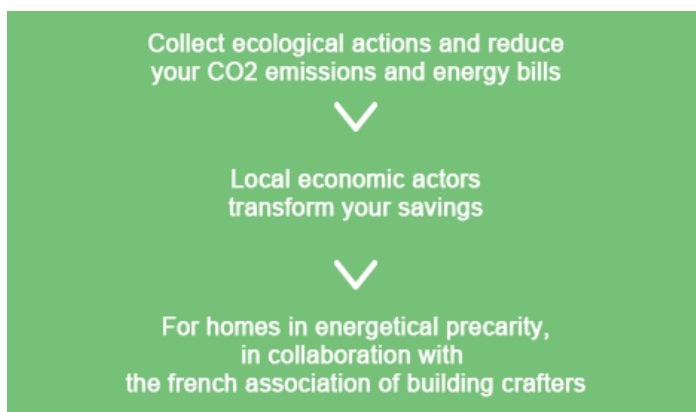 Collect ecological actions and reduce
your CO2 emissions and energy bills
Local economic actors
transform your savings
For homes in energetical precarity,
in collaboration with
the french association of building crafters